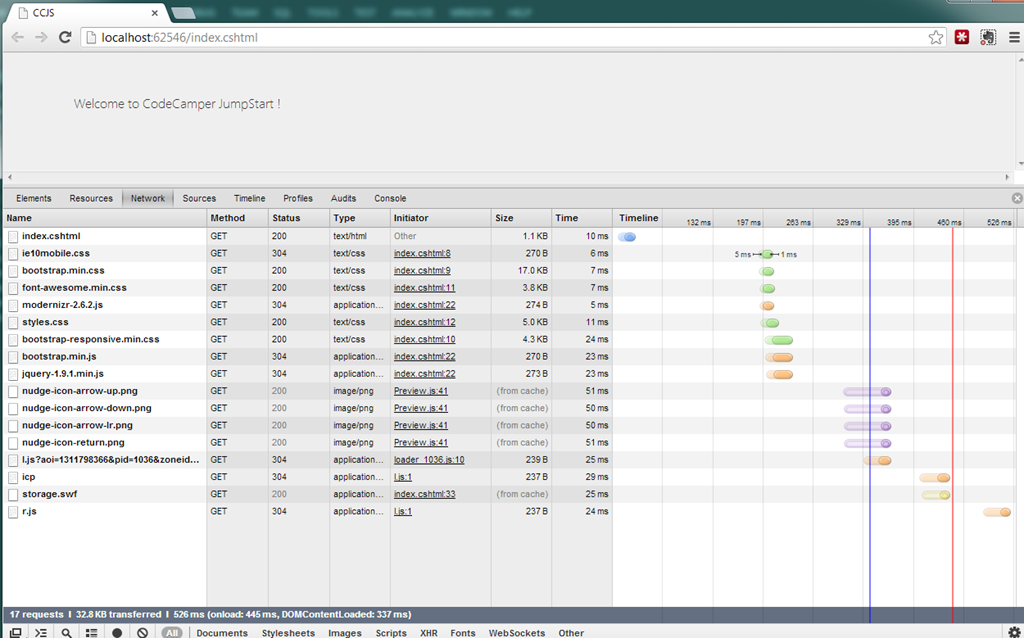 CCJS
localhost:62546/index.cshtml
Welcome to CodeCamper JumpStart !
Elements Resources Network Sources Timeline Profiles Audits Console
Name Method Status Type Initiator Size Time Timeline 132 ms 197 ms 263 ms 329 ms 395 ms 460 ms 526 ms
index.cshtml GET 200 text/html Other 1.1 KB 10 ms
ie10mobile.css GET 304 text/css index.cshtml:8 270 B 6 ms 5 ms 1 ms
bootstrap.min.css GET 200 text/css index.cshtml:9 17.0 KB 7 ms
font-awesome.min.css GET 200 text/css index.cshtml:11 3.8 KB 7 ms
modernizr-2.6.2.js GET 304 application... index.cshtml:22 274 B 5 ms
styles.css GET 200 text/css index.cshtml:12 5.0 KB 11 ms
bootstrap-responsive.min.css GET 200 text/css index.cshtml:10 4.3 KB 24 ms
bootstrap.min.js GET 304 application... index.cshtml:22 270 B 23 ms
jquery-1.9.1.min.js GET 304 application... index.cshtml:22 273 B 23 ms
nudge-icon-arrow-up.png GET 200 image/png Preview.js:41 (from cache) 51 ms
nudge-icon-arrow-down.png GET 200 image/png Preview.js:41 (from cache) 50 ms
nudge-icon-arrow-lr.png GET 200 image/png Preview.js:41 (from cache) 50 ms
nudge-icon-return.png GET 200 image/png Preview.js:41 (from cache) 51 ms
l.js?aoi=1311798366&pid=1036&zoneid... GET 304 application... loader_1036.js:10 239 B 25 ms
icp GET 304 application... l.js:1 237 B 29 ms
storage.swf GET 200 application... index.cshtml:33 (from cache) 25 ms
r.js GET 304 application... l.js:1 237 B 24 ms
17 requests | 32.8 KB transferred | 526 ms (onload: 445 ms, DOMContentLoaded: 337 ms)
All Documents Stylesheets Images Scripts XHR Fonts WebSockets Other